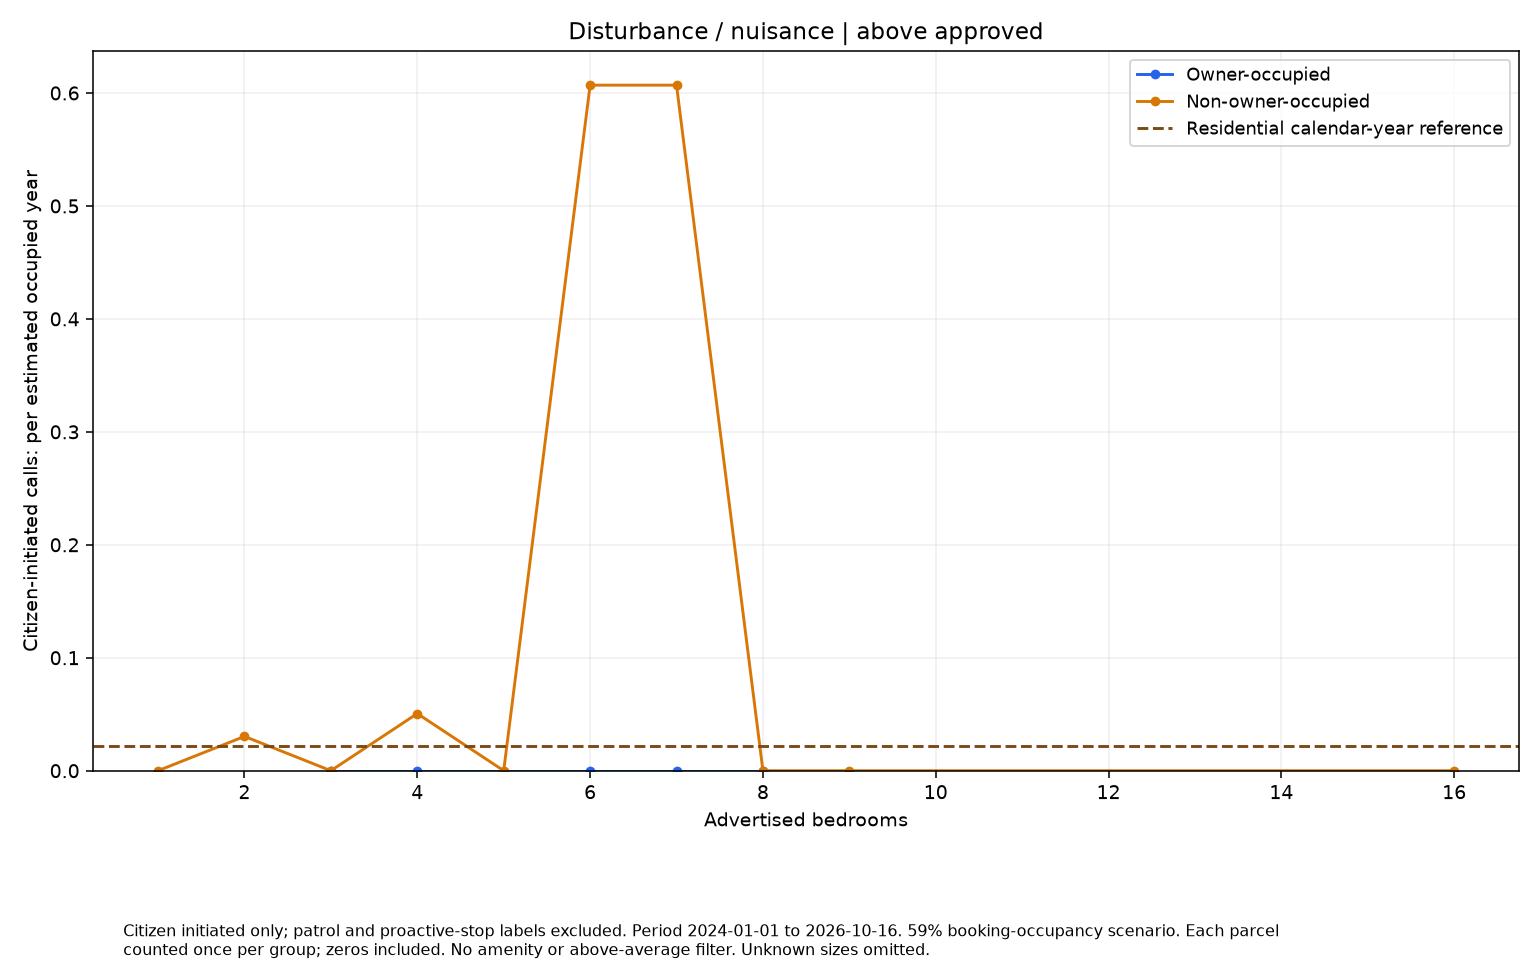 Disturbance / nuisance | above approved
Owner-occupied
Non-owner-occupied
Residential calendar-year reference
Citizen-initiated calls: per estimated occupied year
0.6
0.5
0.4
0.3
0.2
0.1
0.0
2 4 6 8 10 12 14 16
Advertised bedrooms
Citizen initiated only; patrol and proactive-stop labels excluded. Period 2024-01-01 to 2026-10-16. 59% booking-occupancy scenario. Each parcel
counted once per group; zeros included. No amenity or above-average filter. Unknown sizes omitted.